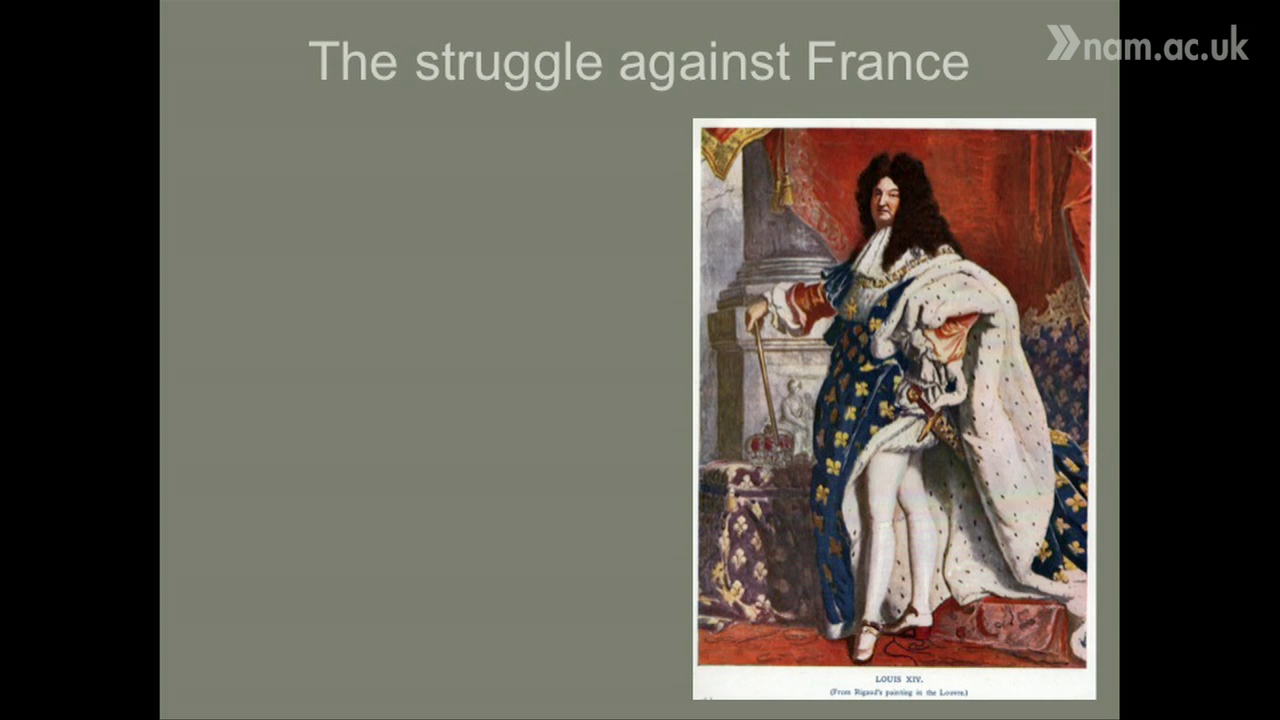 The struggle against France
nam.ac.uk
LOUIS XIV.
(From Rigaud's painting in the Louvre.)